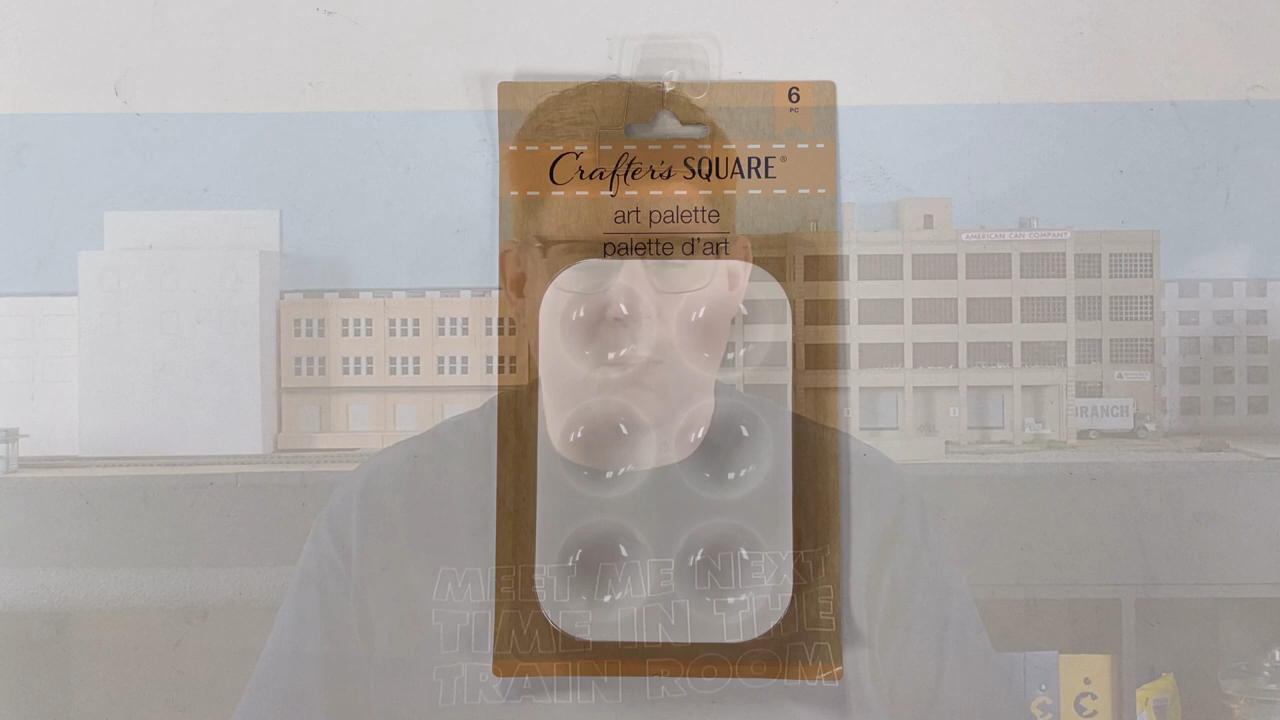 6
PC
Crafter's SQUARE®
art palette
palette d'art
AMERICAN CAN COMPANY
BRANCH
MEET ME NEXT
TIME IN THE
TRAIN ROOM